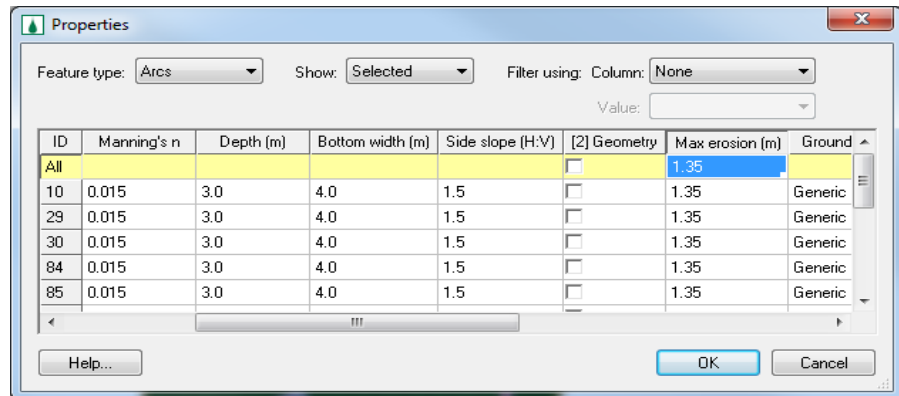 Properties
Feature type: Arcs Show: Selected Filter using: Column: None
Value:
ID Manning's n Depth (m) Bottom width (m) Side slope (H:V) [2] Geometry Max erosion (m) Ground
All 1.35
10 0.015 3.0 4.0 1.5 1.35 Generic
29 0.015 3.0 4.0 1.5 1.35 Generic
30 0.015 3.0 4.0 1.5 1.35 Generic
84 0.015 3.0 4.0 1.5 1.35 Generic
85 0.015 3.0 4.0 1.5 1.35 Generic
Help... OK Cancel